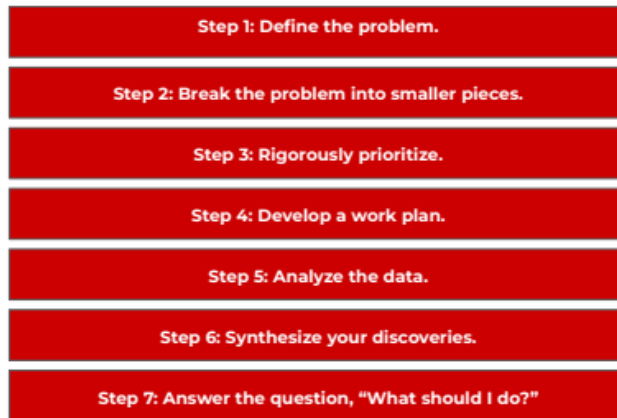 Step 1: Define the problem.
Step 2: Break the problem into smaller pieces.
Step 3: Rigorously prioritize.
Step 4: Develop a work plan.
Step 5: Analyze the data.
Step 6: Synthesize your discoveries.
Step 7: Answer the question, “What should I do?”